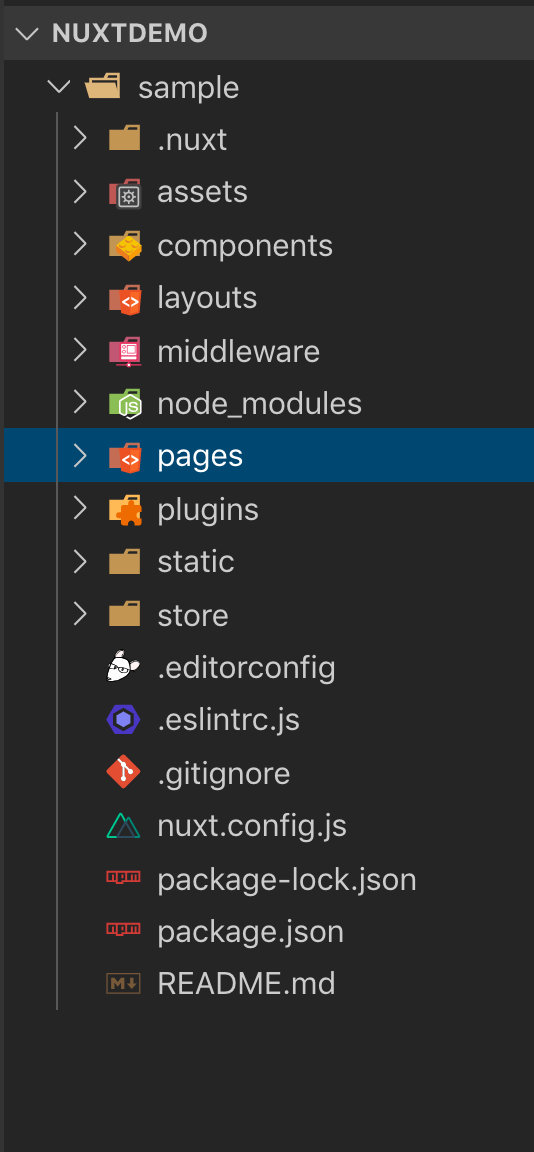 NUXTDEMO
sample
.nuxt
assets
components
layouts
middleware
node_modules
pages
plugins
static
store
.editorconfig
.eslintrc.js
.gitignore
nuxt.config.js
package-lock.json
package.json
README.md